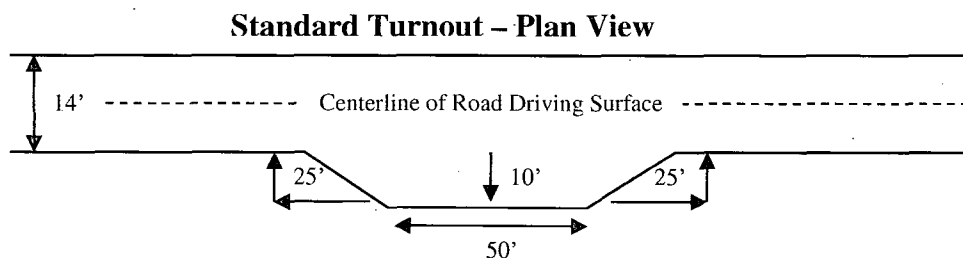 Standard Turnout – Plan View
14'
Centerline of Road Driving Surface
25'
10'
25'
50'